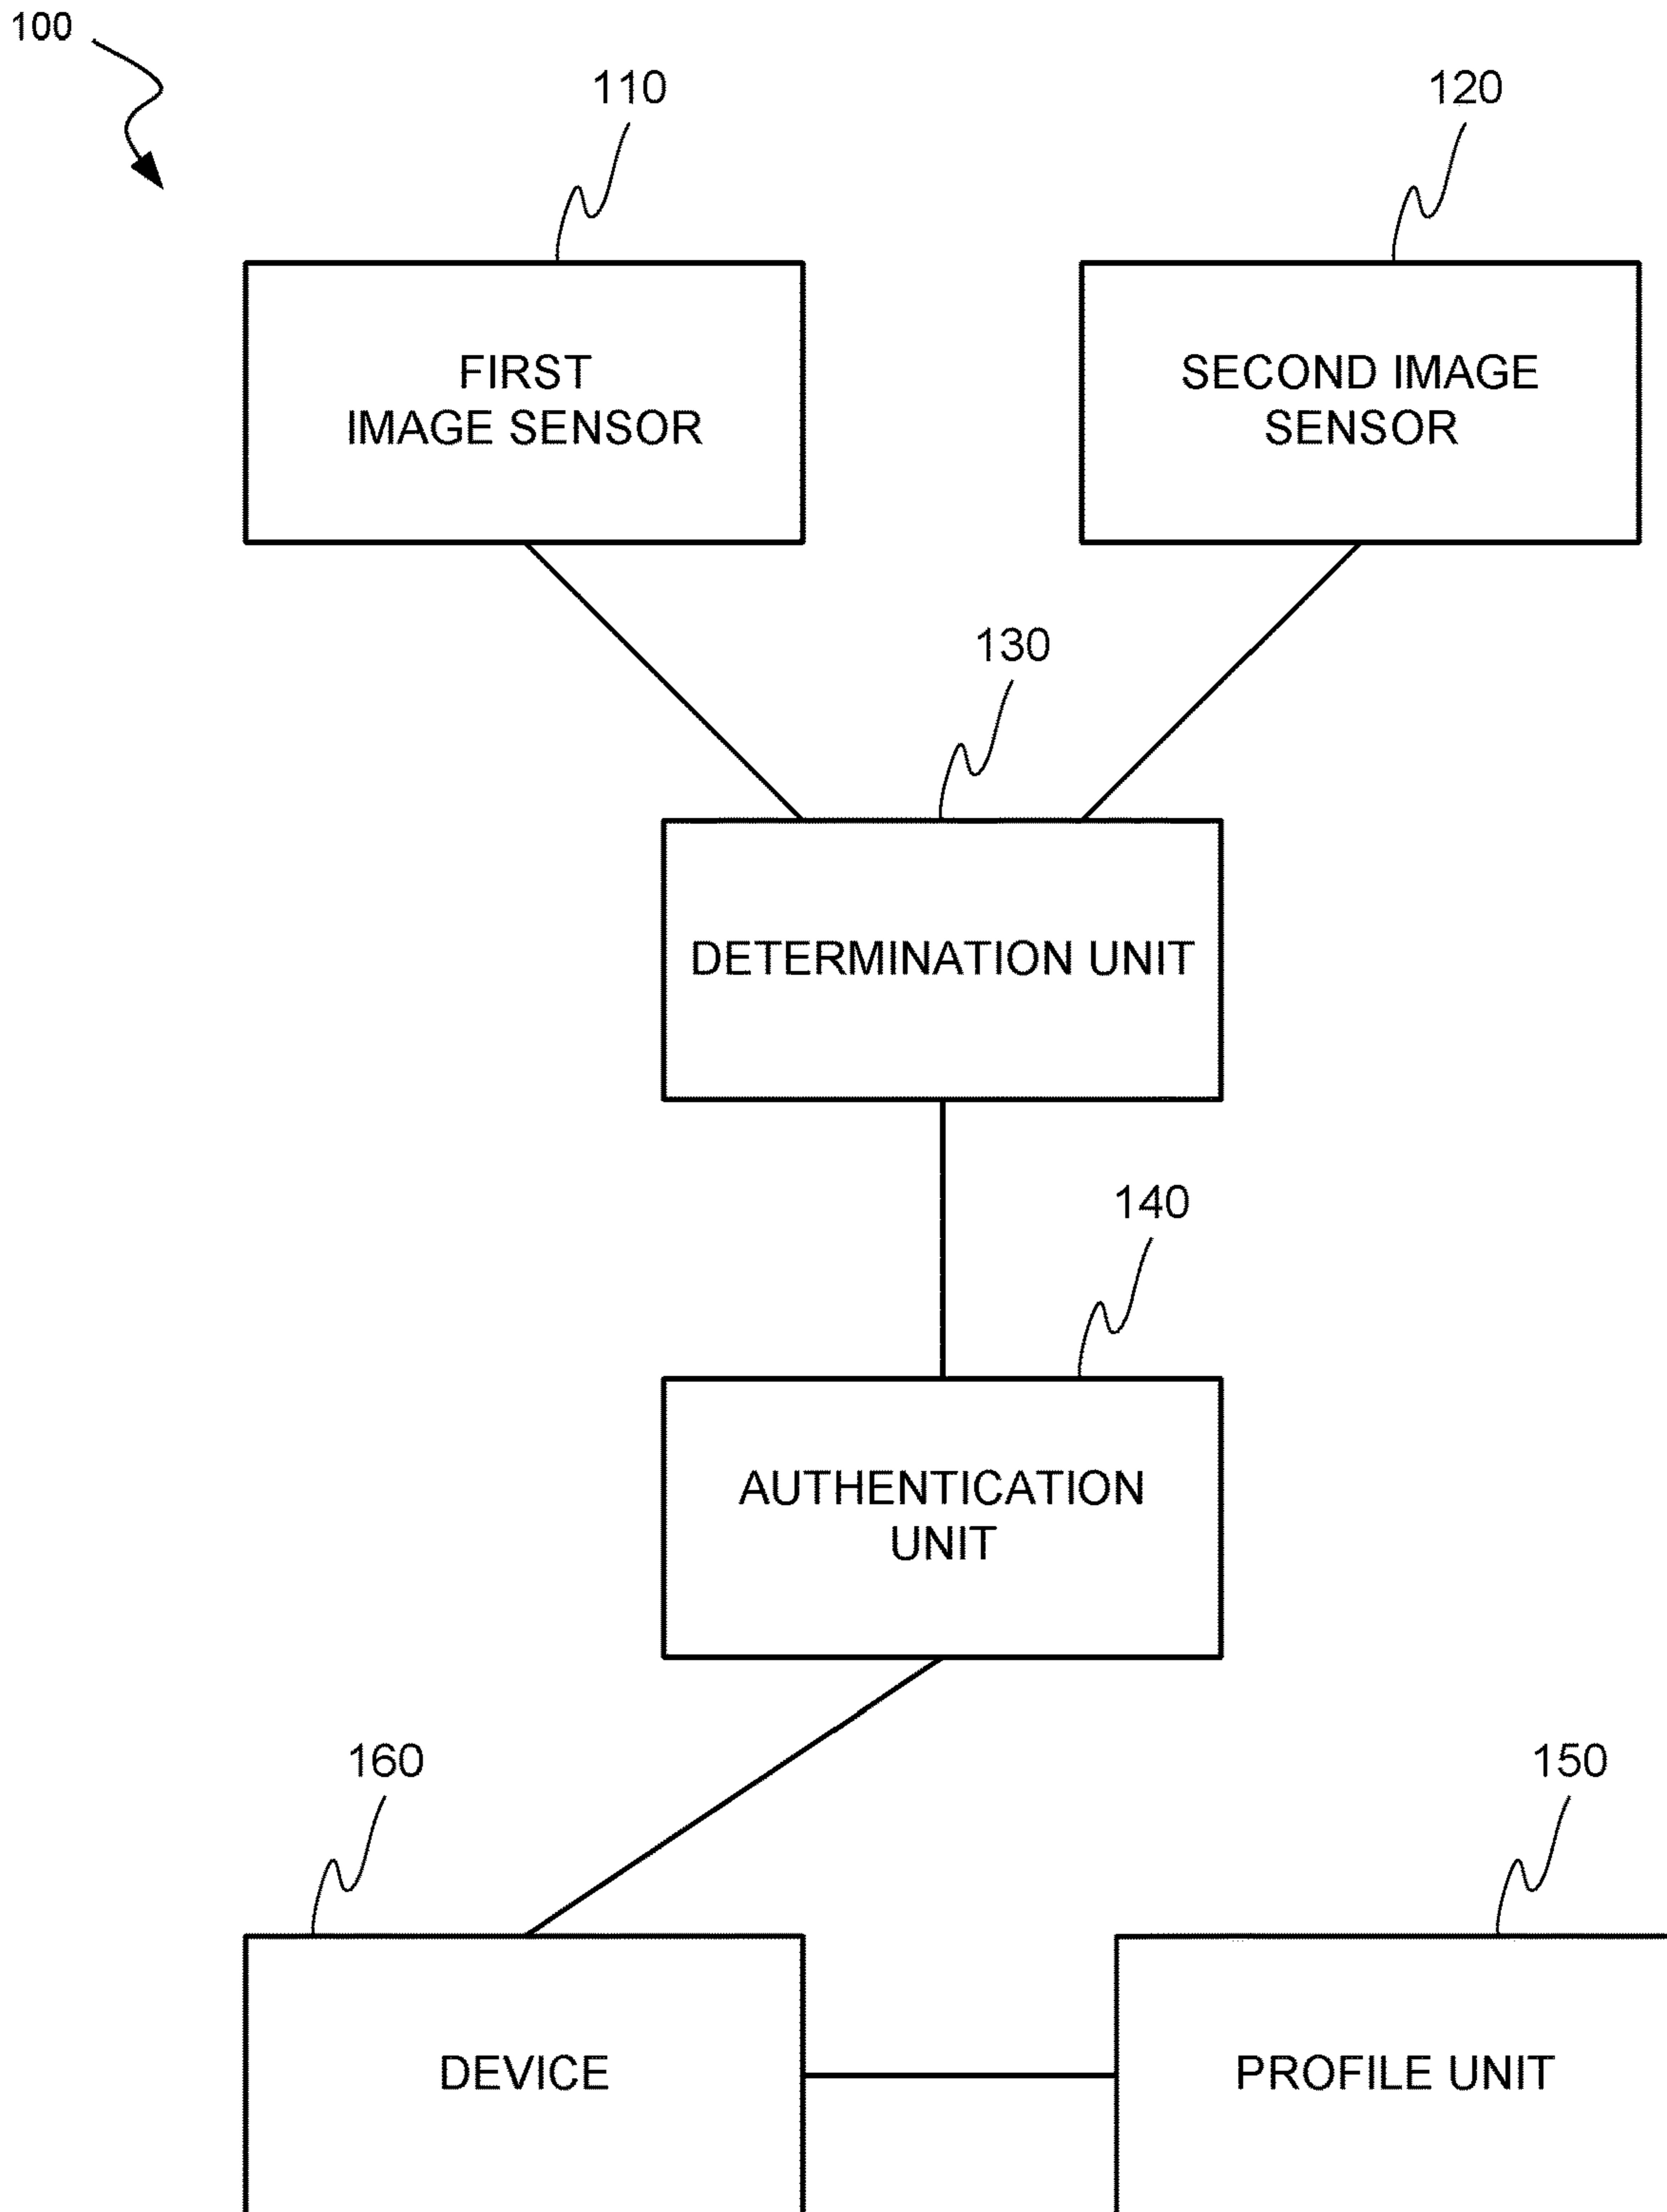 100
110
120
FIRST
IMAGE SENSOR
SECOND IMAGE
SENSOR
130
DETERMINATION UNIT
140
AUTHENTICATION
UNIT
160
150
DEVICE
PROFILE UNIT